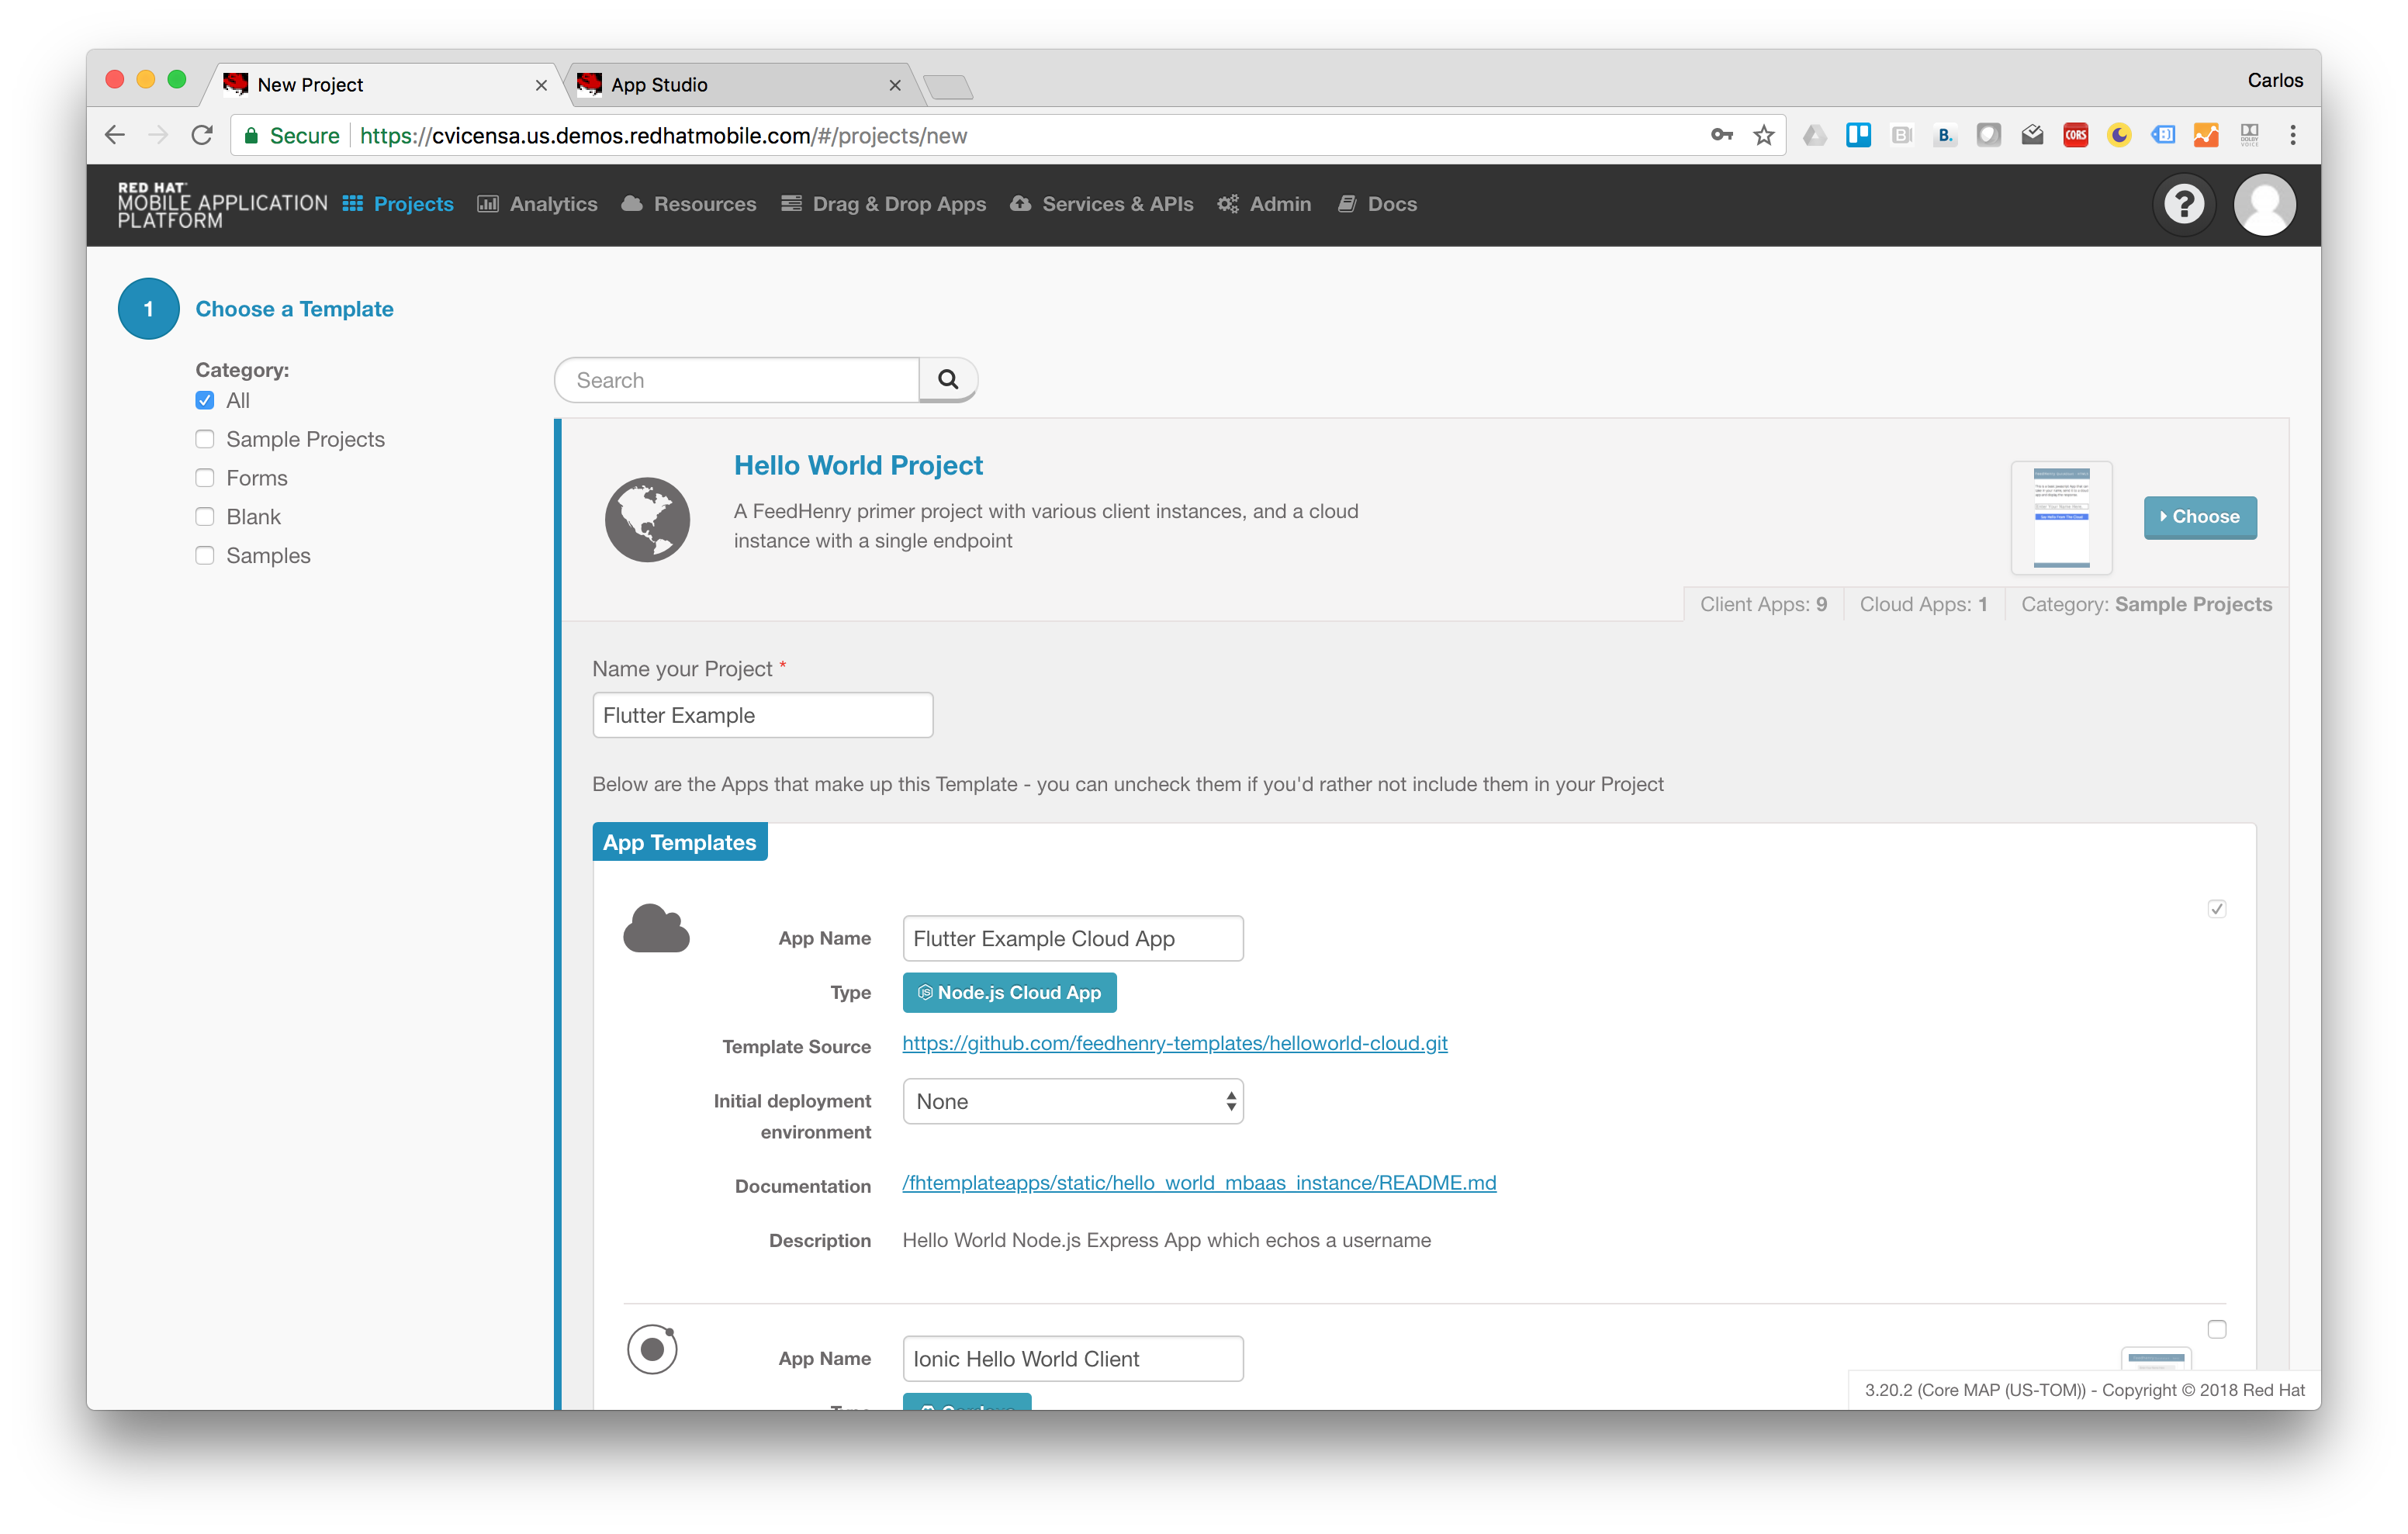 New Project
App Studio
Carlos
Secure
https://cvicensa.us.demos.redhatmobile.com/#/projects/new
CORS
RED HAT
MOBILE APPLICATION
PLATFORM
Projects
Analytics
Resources
Drag & Drop Apps
Services & APIs
Admin
Docs
?
1
Choose a Template
Category:
All
Sample Projects
Forms
Blank
Samples
Search
Hello World Project
A FeedHenry primer project with various client instances, and a cloud
instance with a single endpoint
Choose
Client Apps: 9
Cloud Apps: 1
Category: Sample Projects
Name your Project *
Flutter Example
Below are the Apps that make up this Template - you can uncheck them if you'd rather not include them in your Project
App Templates
App Name
Flutter Example Cloud App
Type
Node.js Cloud App
Template Source
https://github.com/feedhenry-templates/helloworld-cloud.git
Initial deployment
environment
None
Documentation
/fhtemplateapps/static/hello_world_mbaas_instance/README.md
Description
Hello World Node.js Express App which echos a username
App Name
Ionic Hello World Client
3.20.2 (Core MAP (US-TOM)) - Copyright © 2018 Red Hat